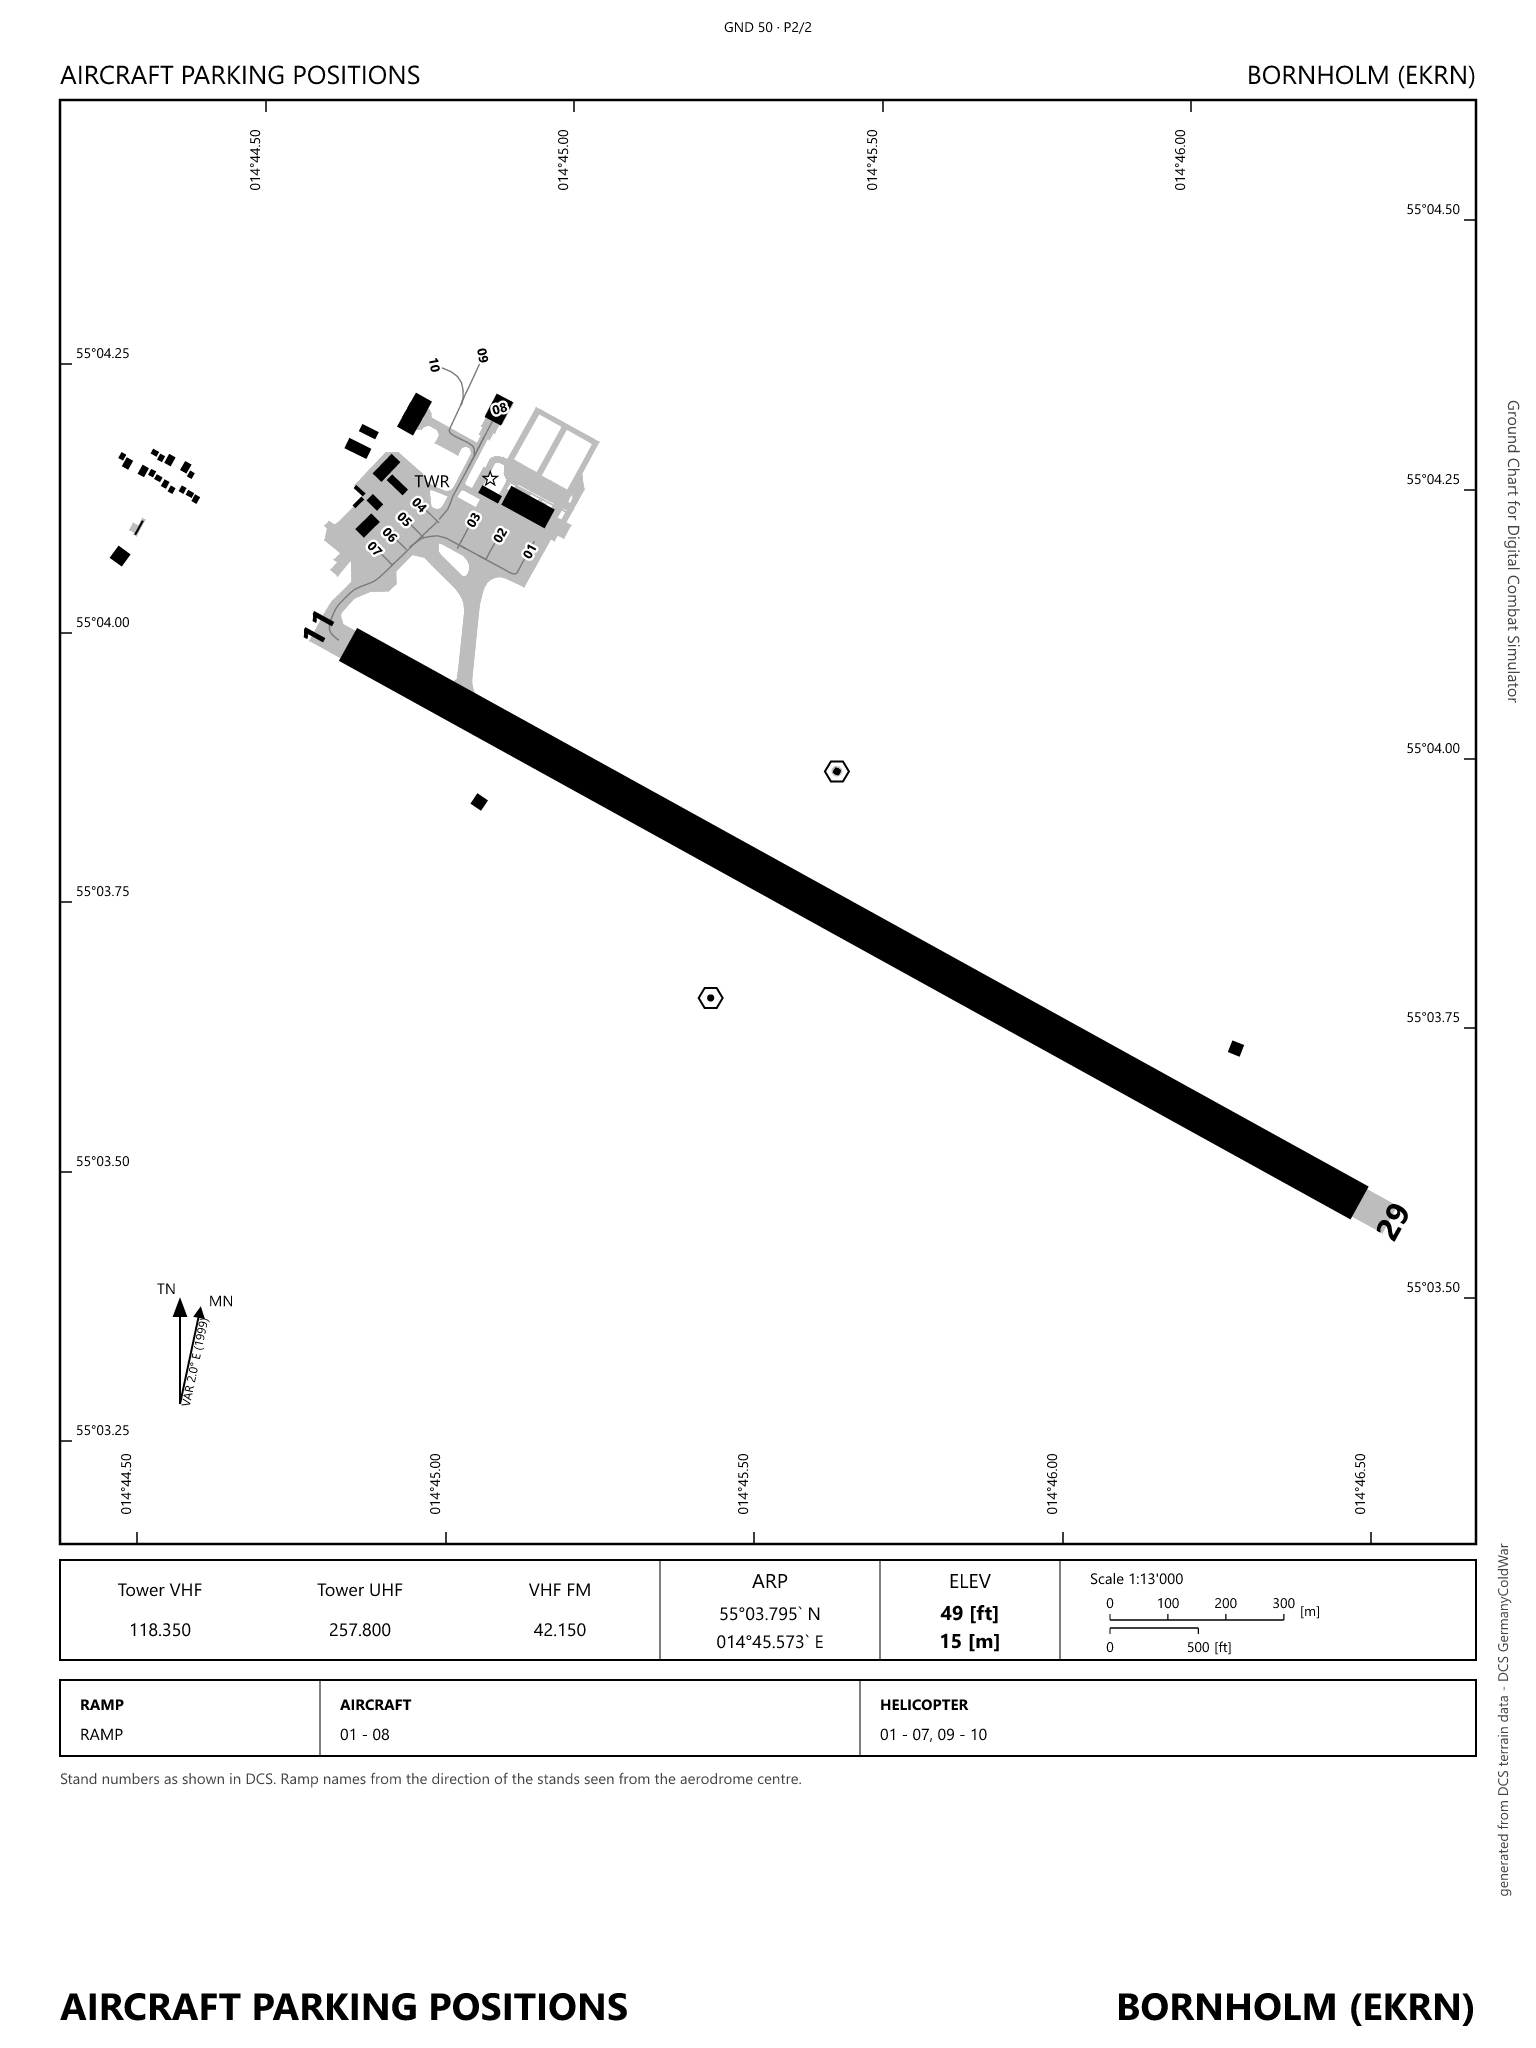 GND 50 · P2/2
AIRCRAFT PARKING POSITIONS
BORNHOLM (EKRN)
014°44.50
014°45.00
014°45.50
014°46.00
55°04.50
55°04.25
55°04.25
10
09
08
TWR
04
05
06
07
03
02
01
11
55°04.00
55°04.00
55°03.75
55°03.75
55°03.50
55°03.50
29
TN
MN
VAR 2.0° E (1999)
55°03.25
014°44.50
014°45.00
014°45.50
014°46.00
014°46.50
Tower VHF
118.350
Tower UHF
257.800
VHF FM
42.150
ARP
55°03.795` N
014°45.573` E
ELEV
49 [ft]
15 [m]
Scale 1:13'000
0 100 200 300 [m]
0 500 [ft]
RAMP AIRCRAFT HELICOPTER
RAMP 01 - 08 01 - 07, 09 - 10
Stand numbers as shown in DCS. Ramp names from the direction of the stands seen from the aerodrome centre.
Ground Chart for Digital Combat Simulator
generated from DCS terrain data - DCS GermanyColdWar
AIRCRAFT PARKING POSITIONS
BORNHOLM (EKRN)